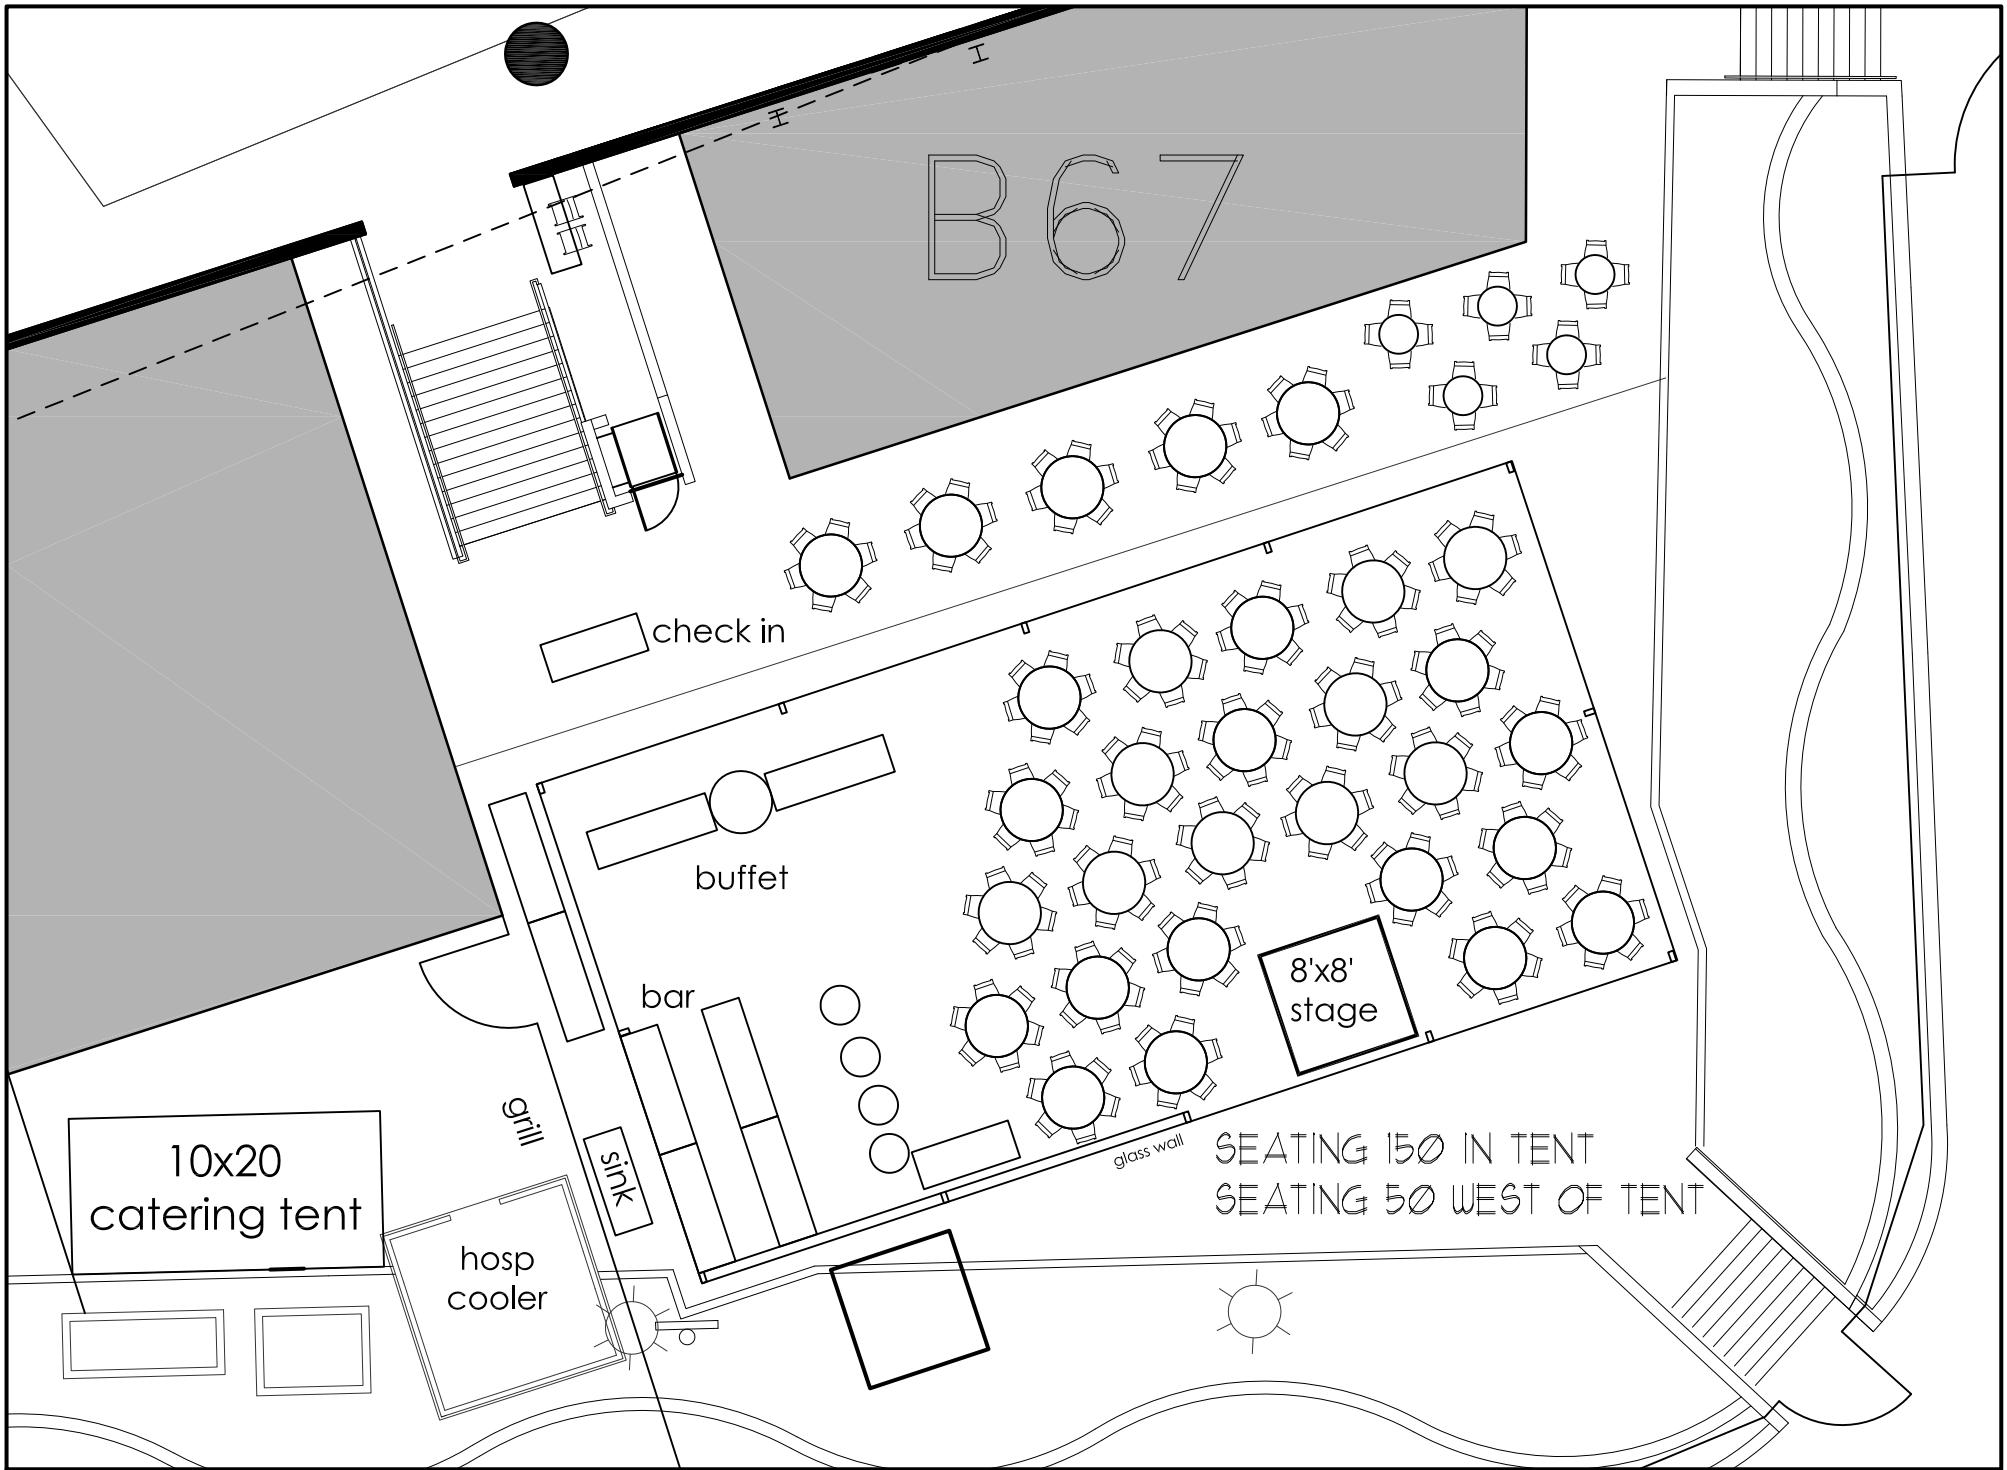 B67
check in
buffet
bar
8'x8'
stage
grill
sink
glass wall
SEATING 150 IN TENT
SEATING 50 WEST OF TENT
10x20
catering tent
hosp
cooler